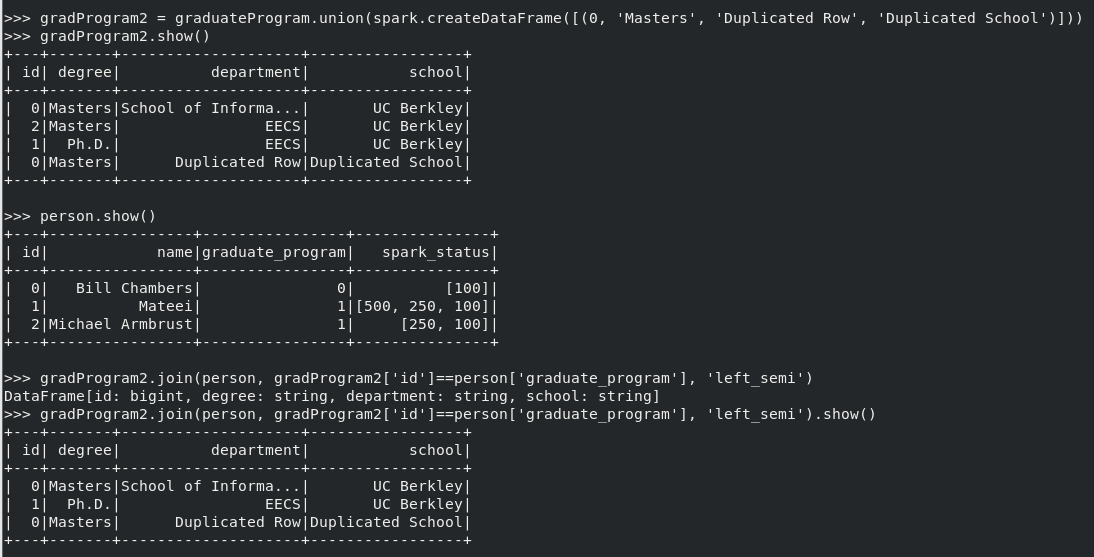 >>> gradProgram2 = graduateProgram.union(spark.createDataFrame([(0, 'Masters', 'Duplicated Row', 'Duplicated School')]))
>>> gradProgram2.show()
+---+-------+--------------------+-----------------+
| id| degree|          department|           school|
+---+-------+--------------------+-----------------+
|  0|Masters|School of Informa...|       UC Berkley|
|  2|Masters|                EECS|       UC Berkley|
|  1|  Ph.D.|                EECS|       UC Berkley|
|  0|Masters|      Duplicated Row|Duplicated School|
+---+-------+--------------------+-----------------+
>>> person.show()
+---+----------------+----------------+---------------+
| id|            name|graduate_program|   spark_status|
+---+----------------+----------------+---------------+
|  0|   Bill Chambers|               0|          [100]|
|  1|          Mateei|               1|[500, 250, 100]|
|  2|Michael Armbrust|               1|     [250, 100]|
+---+----------------+----------------+---------------+
>>> gradProgram2.join(person, gradProgram2['id']==person['graduate_program'], 'left_semi')
DataFrame[id: bigint, degree: string, department: string, school: string]
>>> gradProgram2.join(person, gradProgram2['id']==person['graduate_program'], 'left_semi').show()
+---+-------+--------------------+-----------------+
| id| degree|          department|           school|
+---+-------+--------------------+-----------------+
|  0|Masters|School of Informa...|       UC Berkley|
|  1|  Ph.D.|                EECS|       UC Berkley|
|  0|Masters|      Duplicated Row|Duplicated School|
+---+-------+--------------------+-----------------+